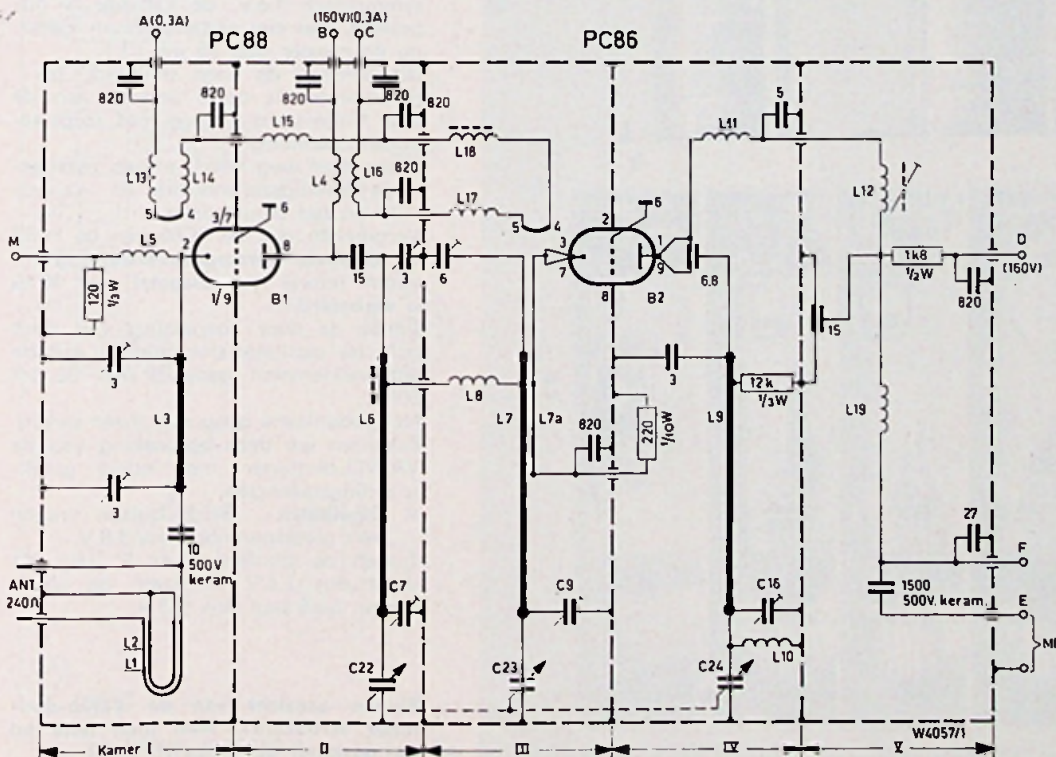 A (0,3A)
(160V)(0,3A)
B C
PC88
PC86
820
820
820
820
820
820
5
L15
L18
L11
L13
L14
L4
L16
L17
L12
5 4
5 4
3/7
6
2
6
M
L5
2
8
3
7
1
9
D
(160V)
1/9
B1
15
3
6
8
B2
6.8
1k8
½W
820
120
⅓W
15
3
3
L3
L6
L8
L7
L7a
820
220
1/10W
L9
12k
⅓W
L19
3
10
500V
keram.
27
F
ANT
240Ω
C7
C9
C16
1500
500V. keram.
E
L2
L1
L10
C22
C23
C24
W4057/1
Kamer I
II
III
IV
V